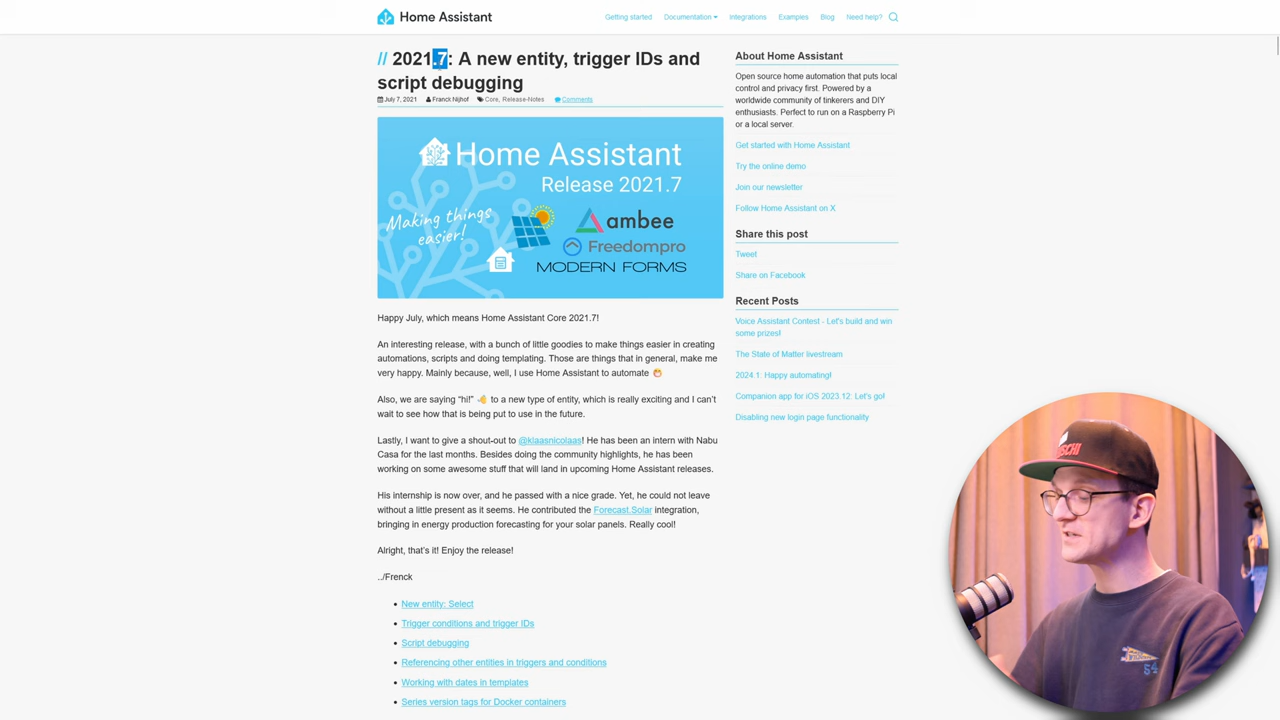 Home Assistant
Getting started
Documentation
Integrations
Examples
Blog
Need help?
// 2021.7: A new entity, trigger IDs and
script debugging
July 7, 2021
Franck Nijhof
Core, Release-Notes
Comments
Home Assistant
Release 2021.7
Making things
easier!
ambee
Freedompro
MODERN FORMS
Happy July, which means Home Assistant Core 2021.7!
An interesting release, with a bunch of little goodies to make things easier in creating
automations, scripts and doing templating. Those are things that in general, make me
very happy. Mainly because, well, I use Home Assistant to automate 😁
Also, we are saying “hi!” 👋 to a new type of entity, which is really exciting and I can’t
wait to see how that is being put to use in the future.
Lastly, I want to give a shout-out to @klaasnicolaas! He has been an intern with Nabu
Casa for the last months. Besides doing the community highlights, he has been
working on some awesome stuff that will land in upcoming Home Assistant releases.
His internship is now over, and he passed with a nice grade. Yet, he could not leave
without a little present as it seems. He contributed the Forecast.Solar integration,
bringing in energy production forecasting for your solar panels. Really cool!
Alright, that’s it! Enjoy the release!
../Frenck
New entity: Select
Trigger conditions and trigger IDs
Script debugging
Referencing other entities in triggers and conditions
Working with dates in templates
Series version tags for Docker containers
About Home Assistant
Open source home automation that puts local
control and privacy first. Powered by a
worldwide community of tinkerers and DIY
enthusiasts. Perfect to run on a Raspberry Pi
or a local server.
Get started with Home Assistant
Try the online demo
Join our newsletter
Follow Home Assistant on X
Share this post
Tweet
Share on Facebook
Recent Posts
Voice Assistant Contest - Let's build and win
some prizes!
The State of Matter livestream
2024.1: Happy automating!
Companion app for iOS 2023.12: Let’s go!
Disabling new login page functionality
54